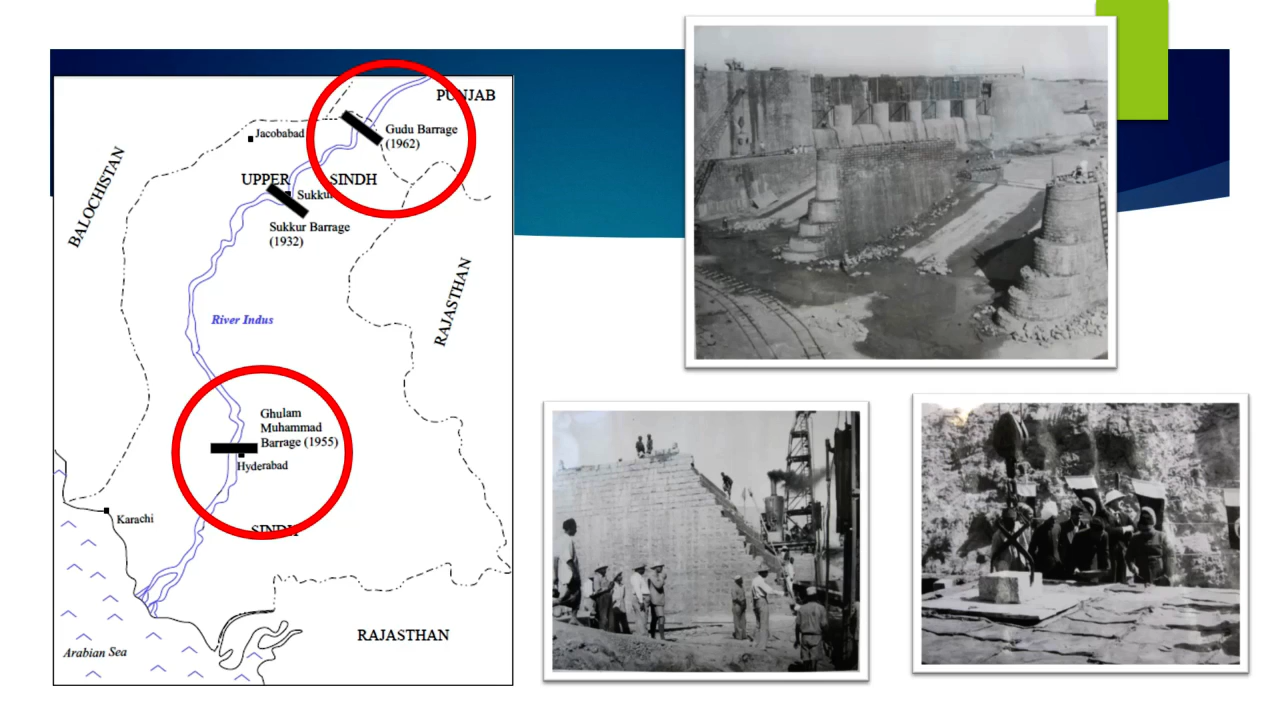 PUNJAB
Gudu Barrage
(1962)
Jacobabad
BALOCHISTAN
UPPER SINDH
Sukkur
Sukkur Barrage
(1932)
RAJASTHAN
River Indus
Ghulam
Muhammad
Barrage (1955)
Hyderabad
Karachi
SINDH
RAJASTHAN
Arabian Sea